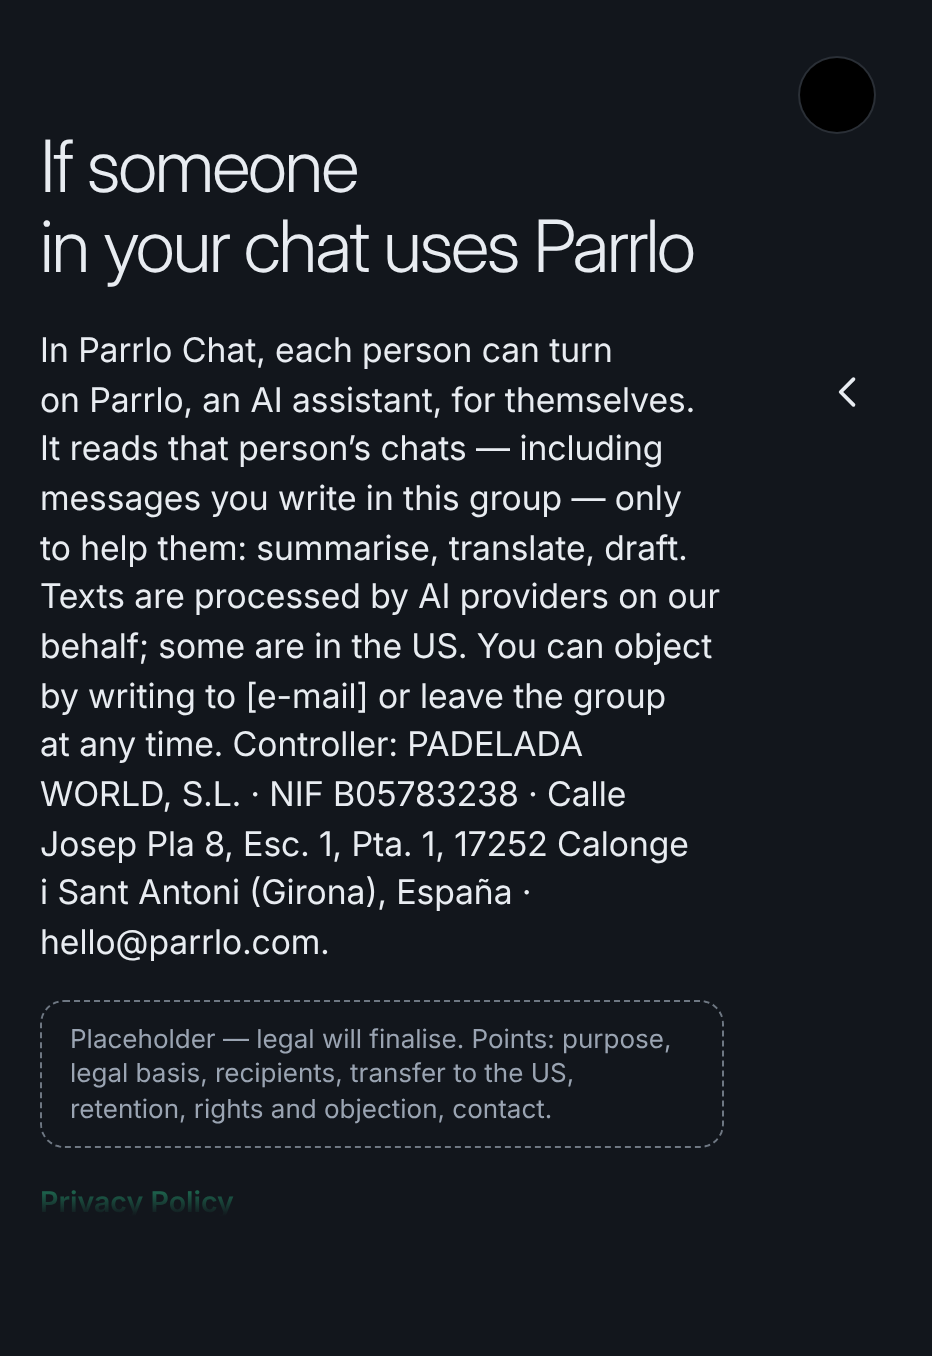 If someone
in your chat uses Parrlo
In Parrlo Chat, each person can turn
on Parrlo, an AI assistant, for themselves.
It reads that person’s chats — including
messages you write in this group — only
to help them: summarise, translate, draft.
Texts are processed by AI providers on our
behalf; some are in the US. You can object
by writing to [e-mail] or leave the group
at any time. Controller: PADELADA
WORLD, S.L. · NIF B05783238 · Calle
Josep Pla 8, Esc. 1, Pta. 1, 17252 Calonge
i Sant Antoni (Girona), España ·
hello@parrlo.com.
Placeholder — legal will finalise. Points: purpose,
legal basis, recipients, transfer to the US,
retention, rights and objection, contact.
Privacy Policy